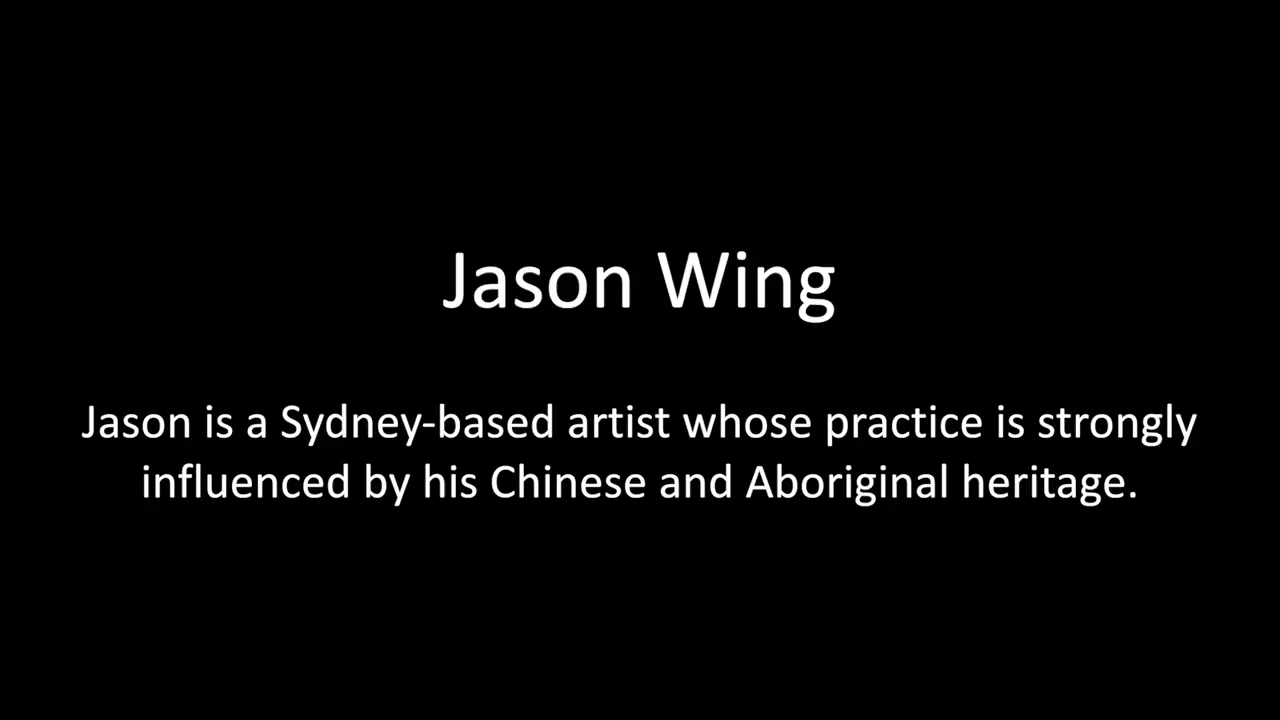 Jason Wing
Jason is a Sydney-based artist whose practice is strongly
influenced by his Chinese and Aboriginal heritage.